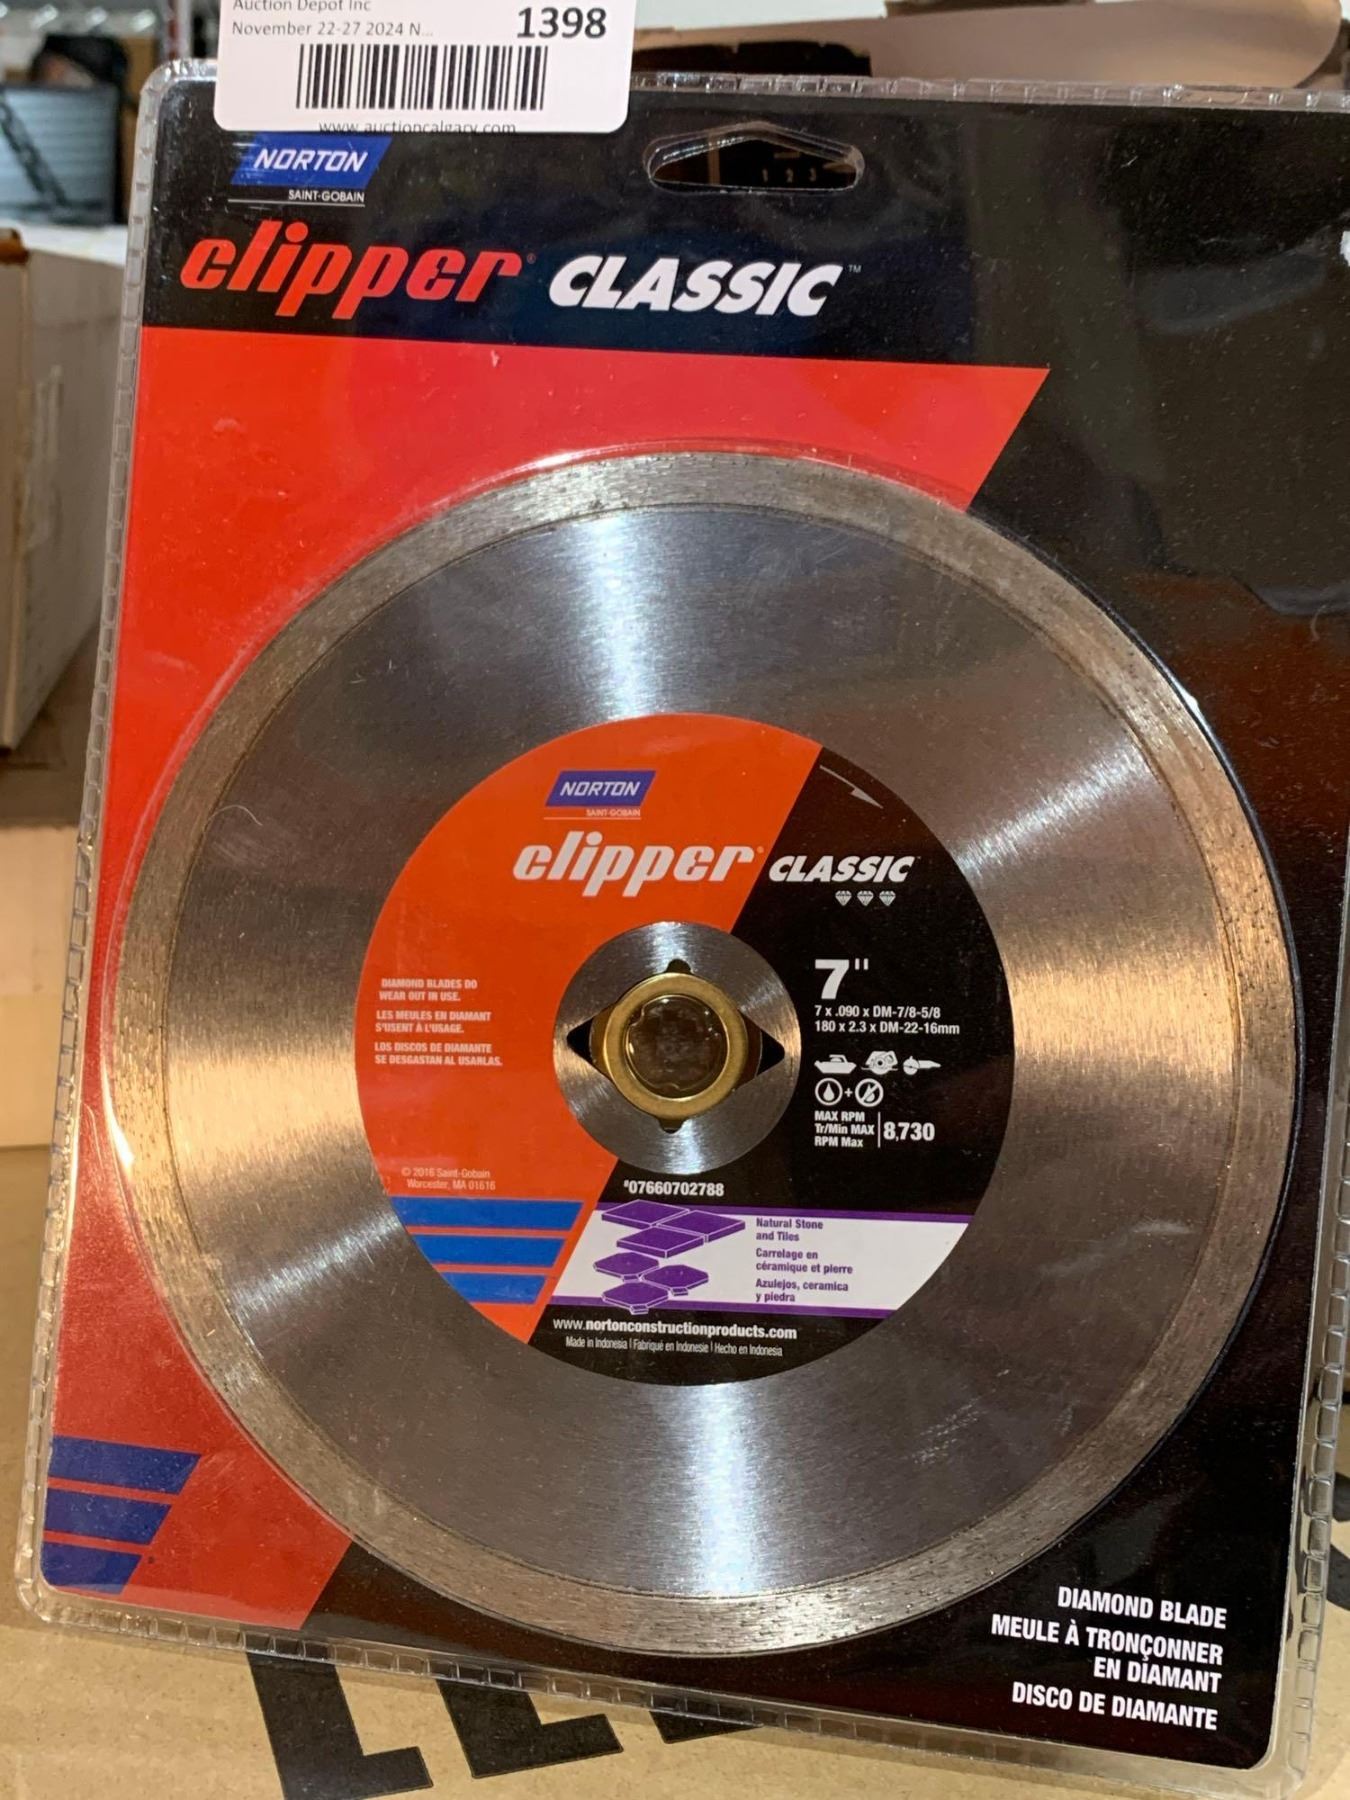 Auction Depot Inc
November 22-27 2024 N...
1398
www.auctioncalgary.com
NORTON
SAINT-GOBAIN
clipper® CLASSIC™
1 2 3
NORTON
SAINT-GOBAIN
clipper® CLASSIC
DIAMOND BLADES DO
WEAR OUT IN USE.
LES MEULES EN DIAMANT
S'USENT À L'USAGE.
LOS DISCOS DE DIAMANTE
SE DESGASTAN AL USARLAS.
7"
7 x .090 x DM-7/8-5/8
180 x 2.3 x DM-22-16mm
MAX RPM
Tr/Min MAX
RPM Max
8,730
© 2016 Saint-Gobain
Worcester, MA 01616
#07660702788
Natural Stone
and Tiles
Carrelage en
céramique et pierre
Azulejos, ceramica
y piedra
www.nortonconstructionproducts.com
Made in Indonesia | Fabriqué en Indonesie | Hecho en Indonesia
DIAMOND BLADE
MEULE À TRONÇONNER
EN DIAMANT
DISCO DE DIAMANTE